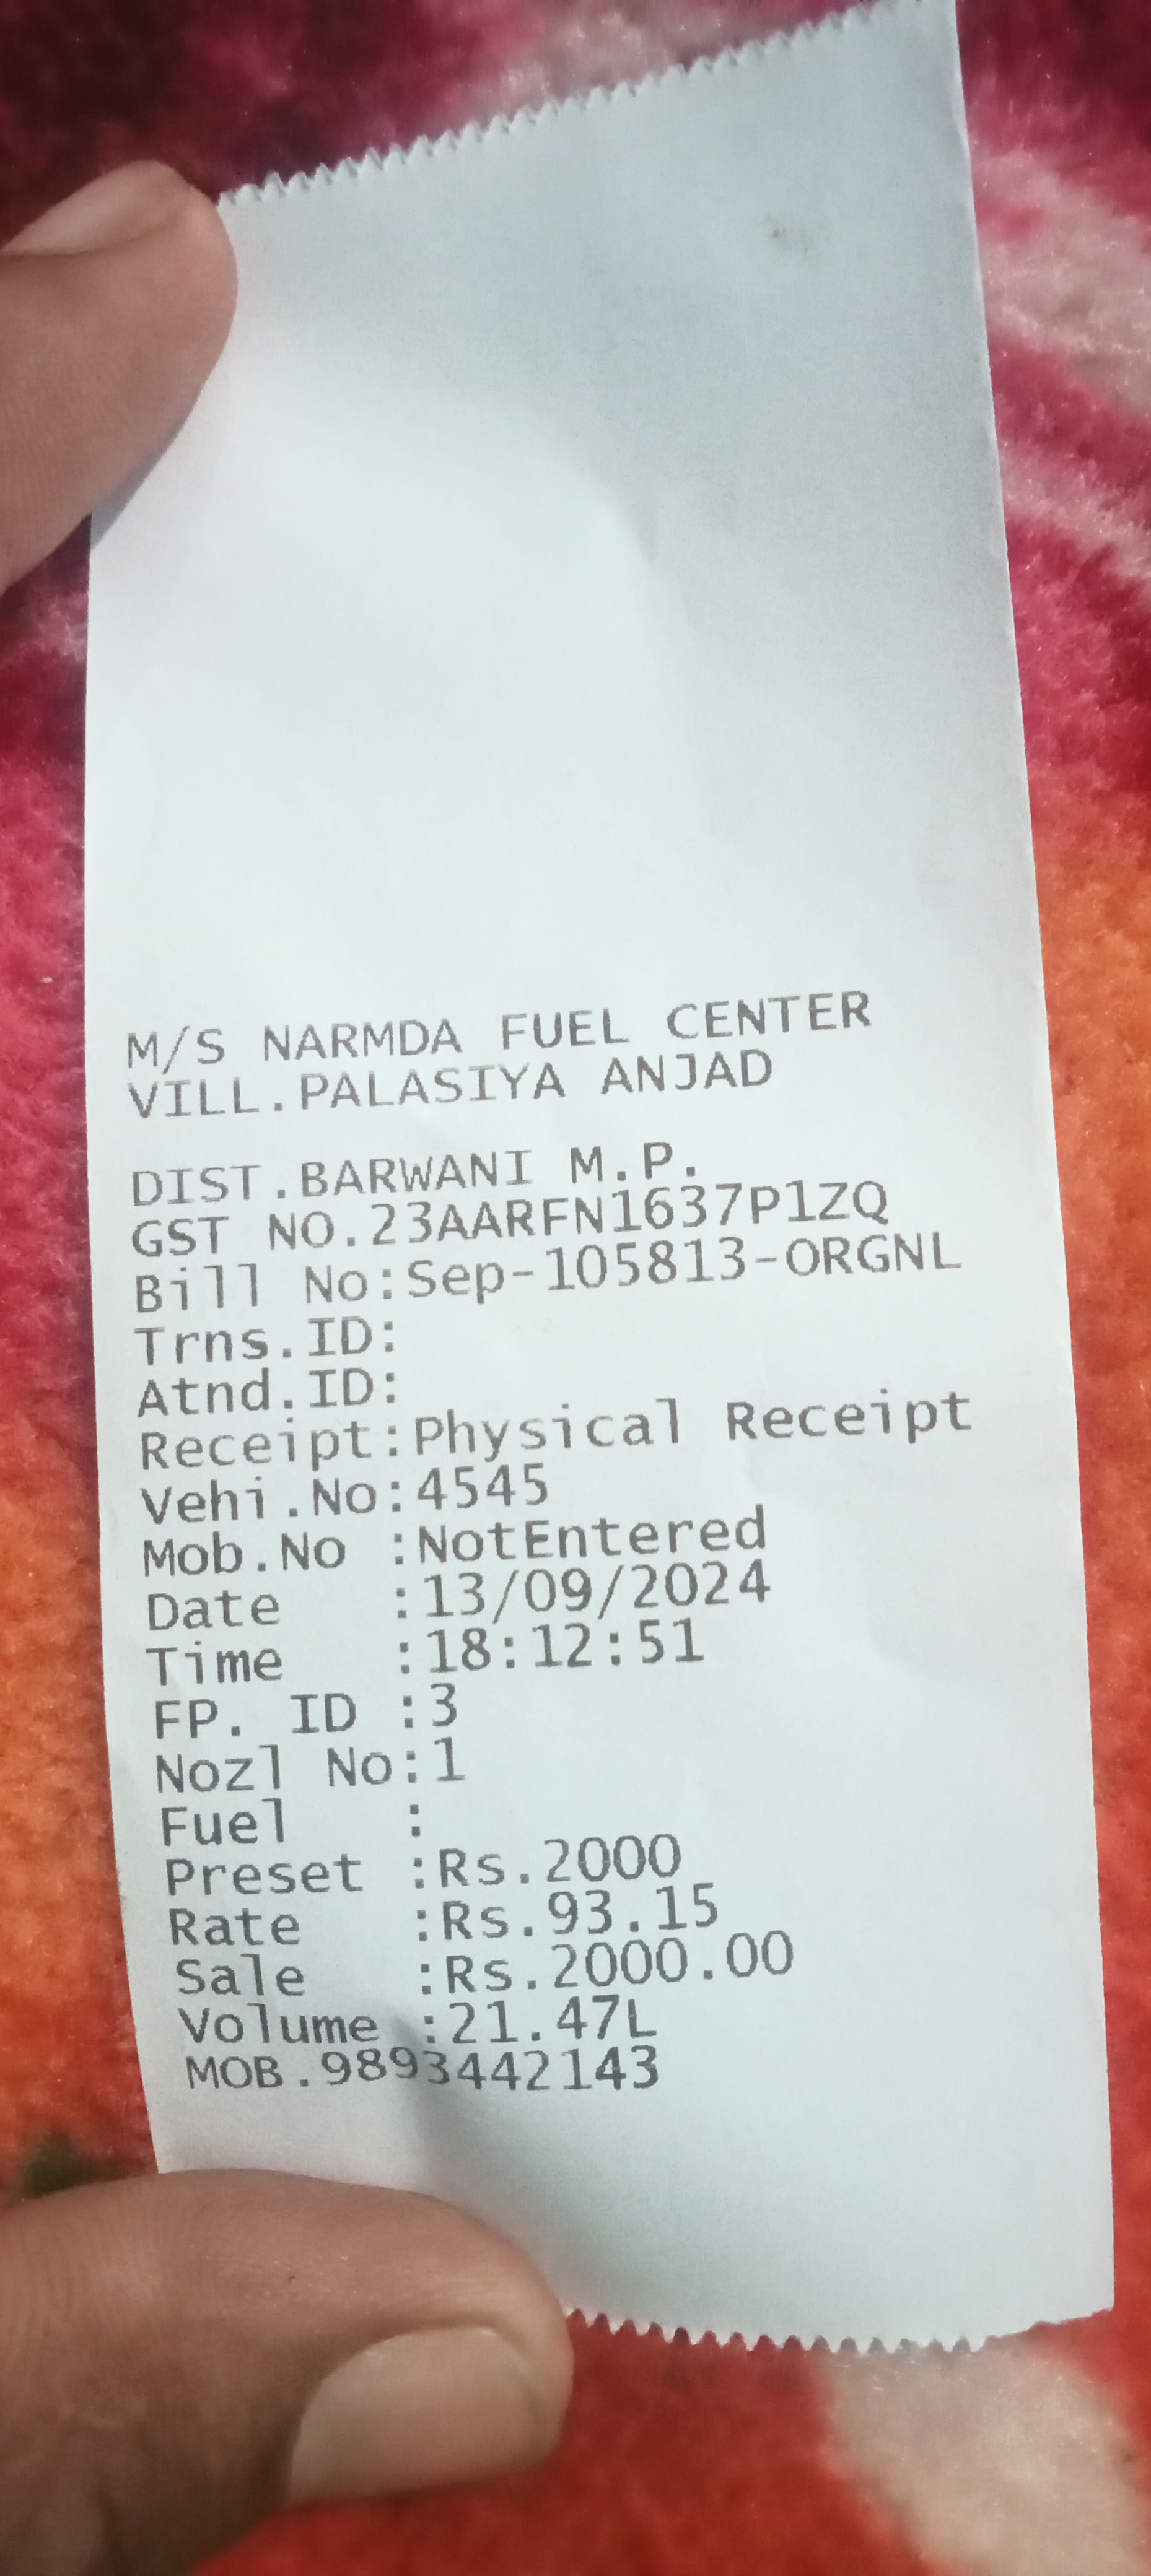 M/S NARMDA FUEL CENTER
VILL.PALASIYA ANJAD
DIST.BARWANI M.P.
GST NO.23AARFN1637P1ZQ
Bill No:Sep-105813-ORGNL
Trns.ID:
Atnd.ID:
Receipt:Physical Receipt
Vehi.No:4545
Mob.No :NotEntered
Date :13/09/2024
Time :18:12:51
FP. ID :3
Nozl No:1
Fuel :
Preset :Rs.2000
Rate :Rs.93.15
Sale :Rs.2000.00
Volume :21.47L
MOB.9893442143